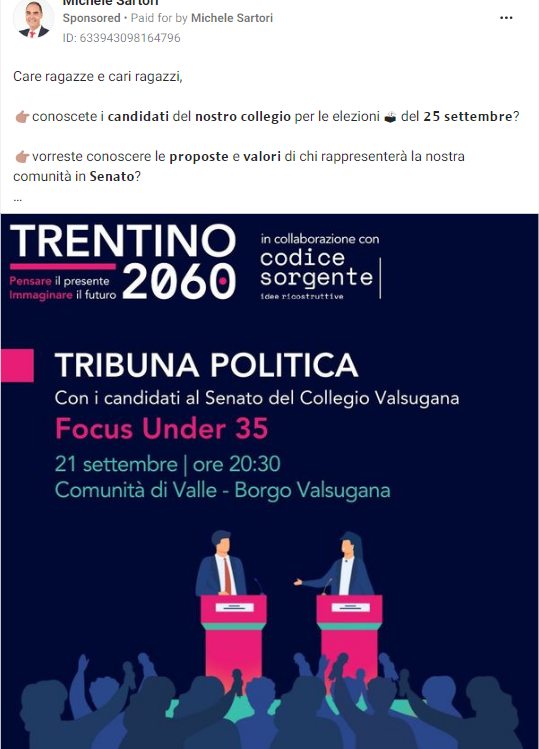 Michele Sartori
Sponsored • Paid for by Michele Sartori
ID: 633943098164796
Care ragazze e cari ragazzi,
👉🏽conoscete i candidati del nostro collegio per le elezioni 🗳 del 25 settembre?
👉🏽vorreste conoscere le proposte e valori di chi rappresenterà la nostra
comunità in Senato?
...
TRENTINO
2060
Pensare il presente
Immaginare il futuro
in collaborazione con
codice
sorgente
idee ricostruttive
TRIBUNA POLITICA
Con i candidati al Senato del Collegio Valsugana
Focus Under 35
21 settembre | ore 20:30
Comunità di Valle - Borgo Valsugana